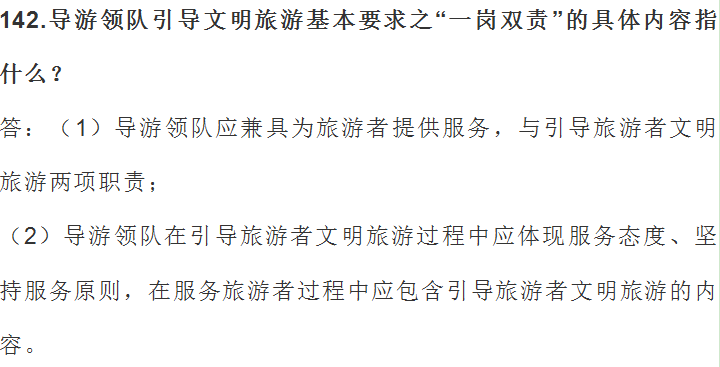 142.导游领队引导文明旅游基本要求之“一岗双责”的具体内容指
什么？
答：（1）导游领队应兼具为旅游者提供服务，与引导旅游者文明
旅游两项职责；
（2）导游领队在引导旅游者文明旅游过程中应体现服务态度、坚
持服务原则，在服务旅游者过程中应包含引导旅游者文明旅游的内
容。